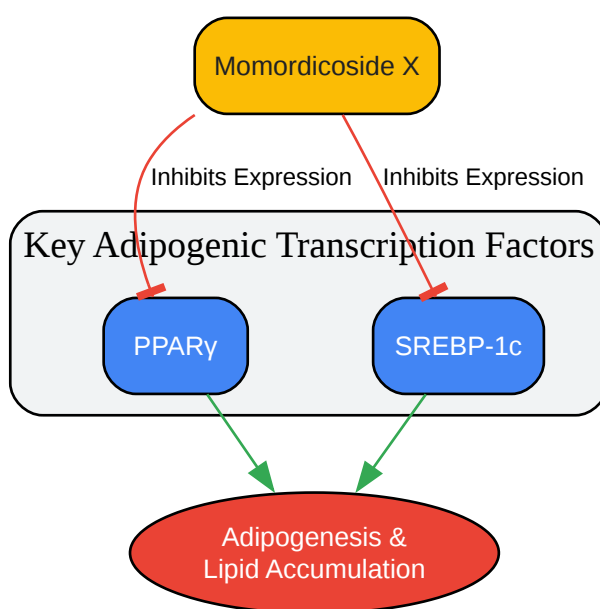 Momordicoside X
Inhibits Expression
Inhibits Expression
Key Adipogenic Transcription Factors
PPARγ
SREBP-1c
Adipogenesis &
Lipid Accumulation